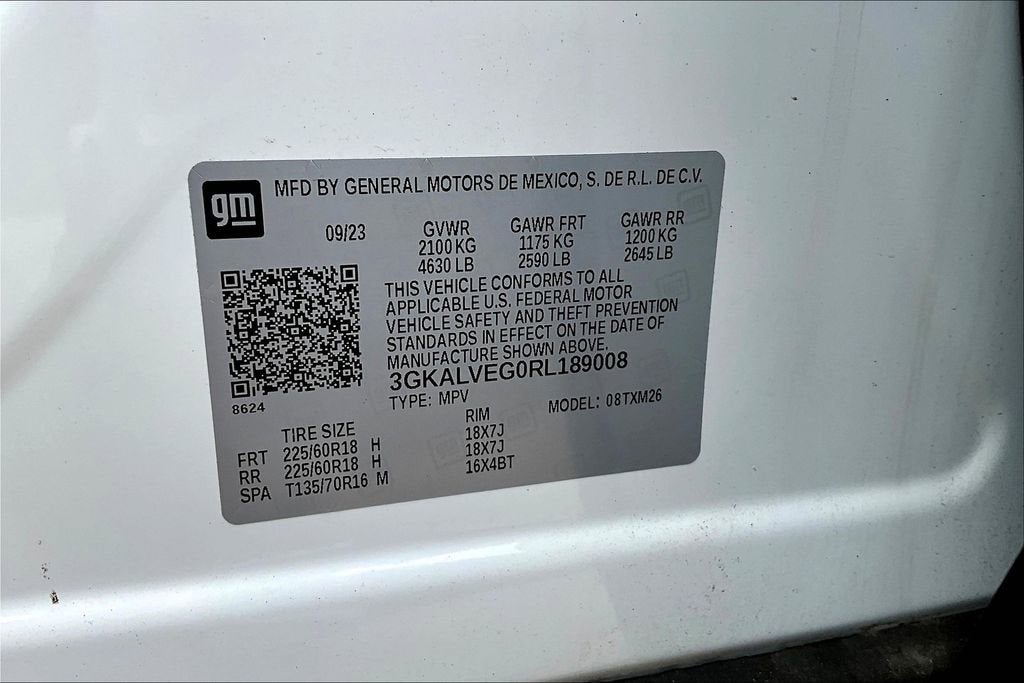 gm
MFD BY GENERAL MOTORS DE MEXICO, S. DE R.L. DE C.V.
09/23
GVWR
2100 KG
4630 LB
GAWR FRT
1175 KG
2590 LB
GAWR RR
1200 KG
2645 LB
THIS VEHICLE CONFORMS TO ALL
APPLICABLE U.S. FEDERAL MOTOR
VEHICLE SAFETY AND THEFT PREVENTION
STANDARDS IN EFFECT ON THE DATE OF
MANUFACTURE SHOWN ABOVE.
3GKALVEG0RL189008
8624
TYPE: MPV
MODEL: 08TXM26
TIRE SIZE RIM
FRT 225/60R18 H 18X7J
RR 225/60R18 H 18X7J
SPA T135/70R16 M 16X4BT